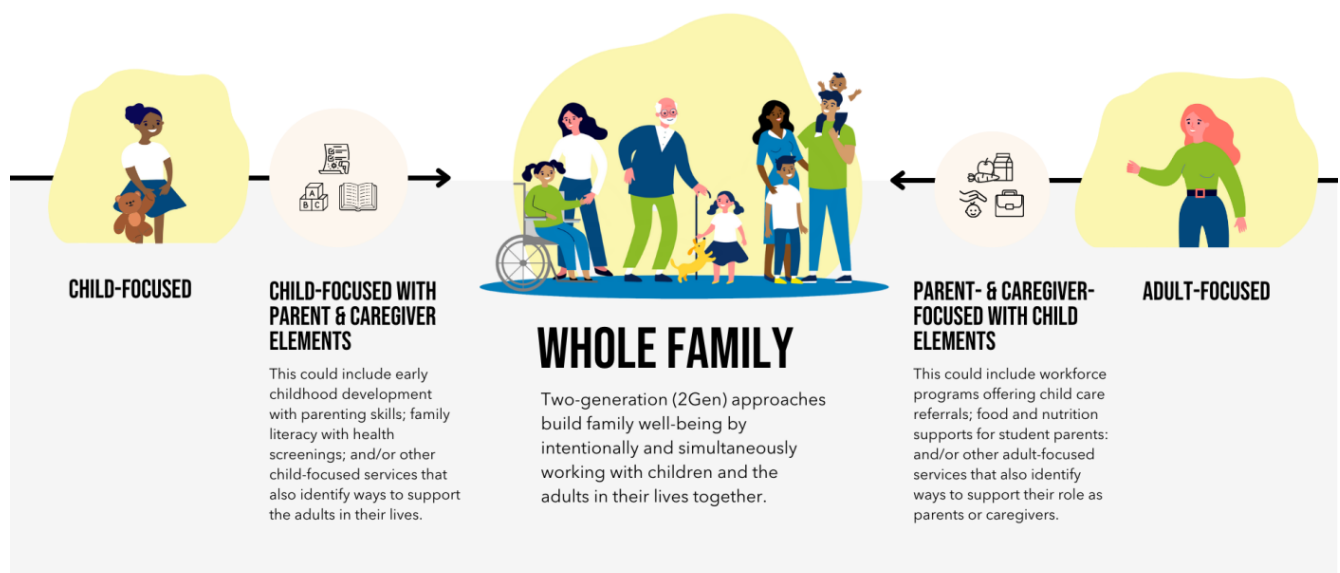 CHILD-FOCUSED
CHILD-FOCUSED WITH
PARENT & CAREGIVER
ELEMENTS
This could include early
childhood development
with parenting skills; family
literacy with health
screenings; and/or other
child-focused services that
also identify ways to support
the adults in their lives.
WHOLE FAMILY
Two-generation (2Gen) approaches
build family well-being by
intentionally and simultaneously
working with children and the
adults in their lives together.
PARENT- & CAREGIVER-
FOCUSED WITH CHILD
ELEMENTS
This could include workforce
programs offering child care
referrals; food and nutrition
supports for student parents:
and/or other adult-focused
services that also identify
ways to support their role as
parents or caregivers.
ADULT-FOCUSED
A
B C